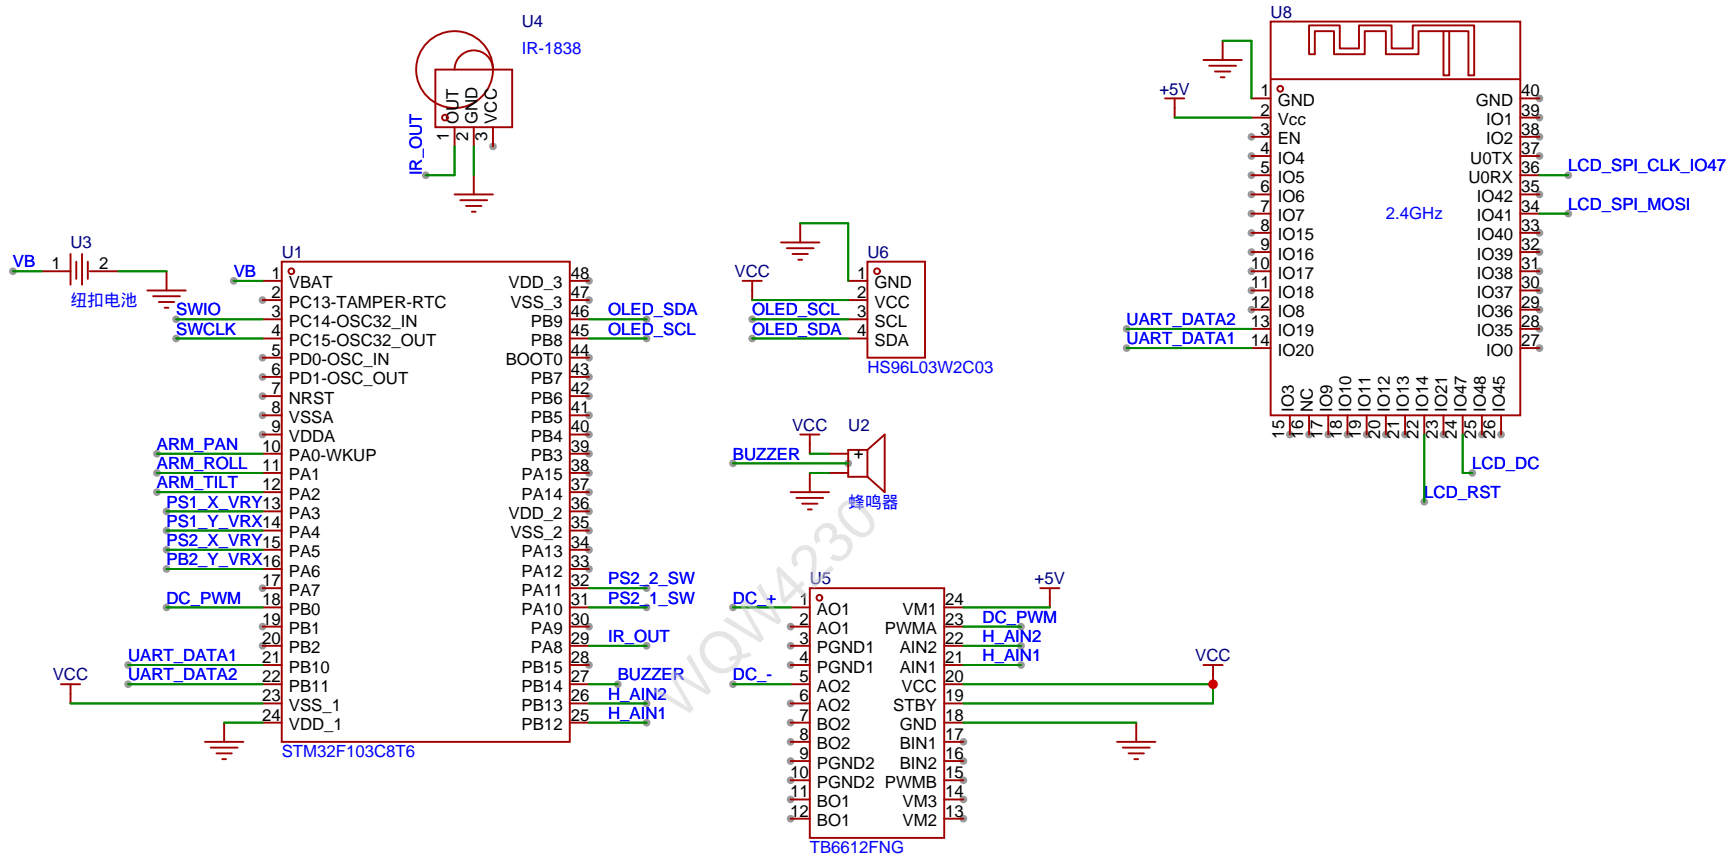 U4
IR-1838
OUT
GND
VCC
1
2
3
IR_OUT
VB
U3
1
2
纽扣电池
U1
VB
1 VBAT
2 PC13-TAMPER-RTC
SWIO 3 PC14-OSC32_IN
SWCLK 4 PC15-OSC32_OUT
5 PD0-OSC_IN
6 PD1-OSC_OUT
7 NRST
8 VSSA
9 VDDA
ARM_PAN 10 PA0-WKUP
ARM_ROLL 11 PA1
ARM_TILT 12 PA2
PS1_X_VRY 13 PA3
PS1_Y_VRX 14 PA4
PS2_X_VRY 15 PA5
PB2_Y_VRX 16 PA6
17 PA7
DC_PWM 18 PB0
19 PB1
20 PB2
UART_DATA1 21 PB10
UART_DATA2 22 PB11
VCC 23 VSS_1
24 VDD_1
VDD_3 48
VSS_3 47
PB9 46 OLED_SDA
PB8 45 OLED_SCL
BOOT0 44
PB7 43
PB6 42
PB5 41
PB4 40
PB3 39
PA15 38
PA14 37
VDD_2 36
VSS_2 35
PA13 34
PA12 33
PA11 32 PS2_2_SW
PA10 31 PS2_1_SW
PA9 30
PA8 29 IR_OUT
PB15 28
PB14 27 BUZZER
PB13 26 H_AIN2
PB12 25 H_AIN1
STM32F103C8T6
U6
1 GND
VCC 2 VCC
OLED_SCL 3 SCL
OLED_SDA 4 SDA
HS96L03W2C03
VCC
U2
BUZZER
+
蜂鸣器
WQW4230
U5
DC_+ 1 AO1
2 AO1
3 PGND1
4 PGND1
DC_- 5 AO2
6 AO2
7 BO2
8 BO2
9 PGND2
10 PGND2
11 BO1
12 BO1
+5V
VM1 24
PWMA 23 DC_PWM
AIN2 22 H_AIN2
AIN1 21 H_AIN1
VCC 20 VCC
STBY 19
GND 18
BIN1 17
BIN2 16
PWMB 15
VM3 14
VM2 13
TB6612FNG
U8
1 GND
+5V 2 Vcc
3 EN
4 IO4
5 IO5
6 IO6
7 IO7
8 IO15
9 IO16
10 IO17
11 IO18
12 IO8
UART_DATA2 13 IO19
UART_DATA1 14 IO20
2.4GHz
GND 40
IO1 39
IO2 38
U0TX 37
U0RX 36 LCD_SPI_CLK_IO47
IO42 35
IO41 34 LCD_SPI_MOSI
IO40 33
IO39 32
IO38 31
IO37 30
IO36 29
IO35 28
IO0 27
IO3 15
NC 16
IO9 17
IO10 18
IO11 19
IO12 20
IO13 21
IO14 22
IO21 23
IO47 24
IO48 25
IO45 26
LCD_DC
LCD_RST